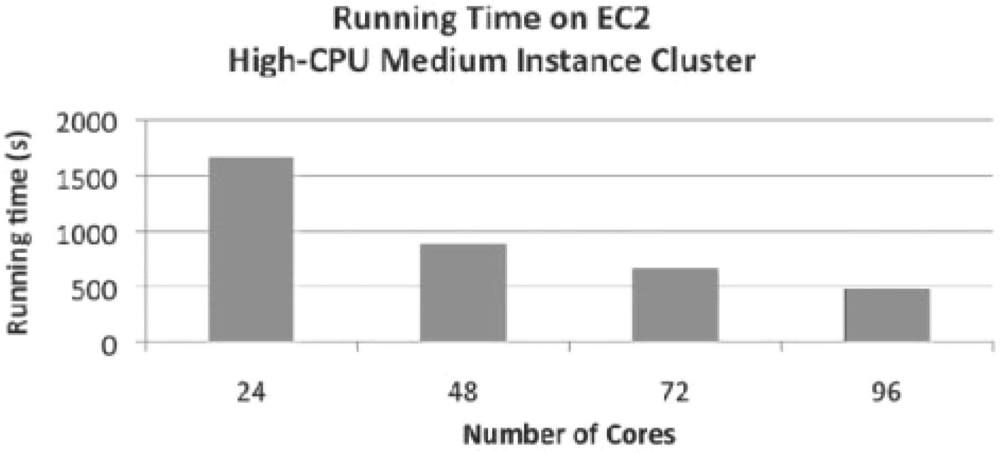 Running Time on EC2
High-CPU Medium Instance Cluster
Running time (s)
2000
1500
1000
500
0
24 48 72 96
Number of Cores